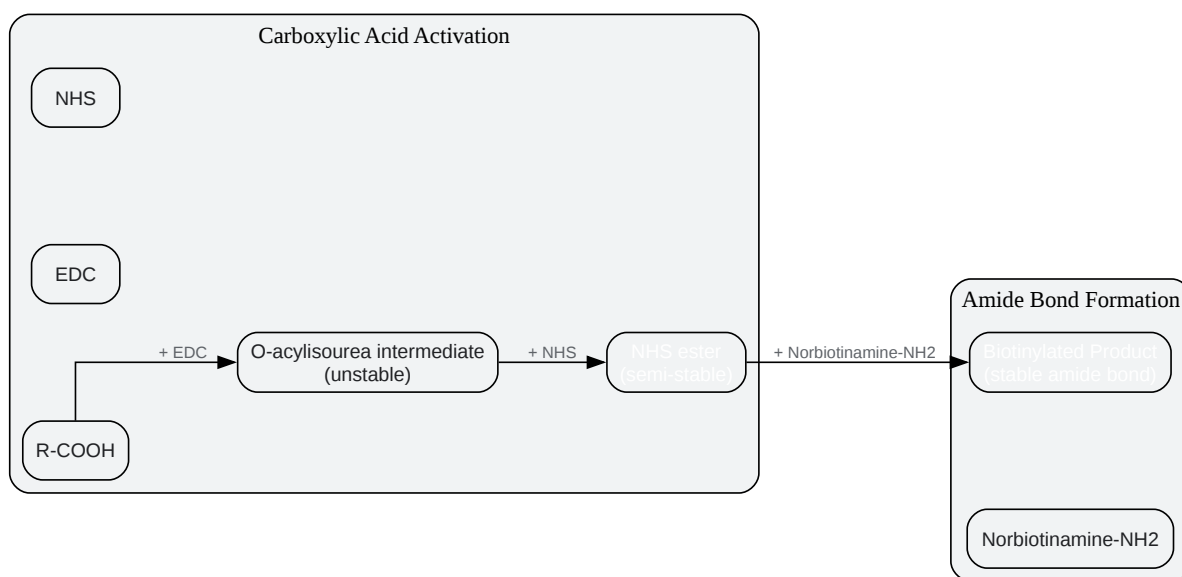 Carboxylic Acid Activation
NHS
EDC
Amide Bond Formation
+ EDC
O-acylisourea intermediate
(unstable)
+ NHS
NHS ester
(semi-stable)
+ Norbiotinamine-NH2
Biotinylated Product
(stable amide bond)
R-COOH
Norbiotinamine-NH2